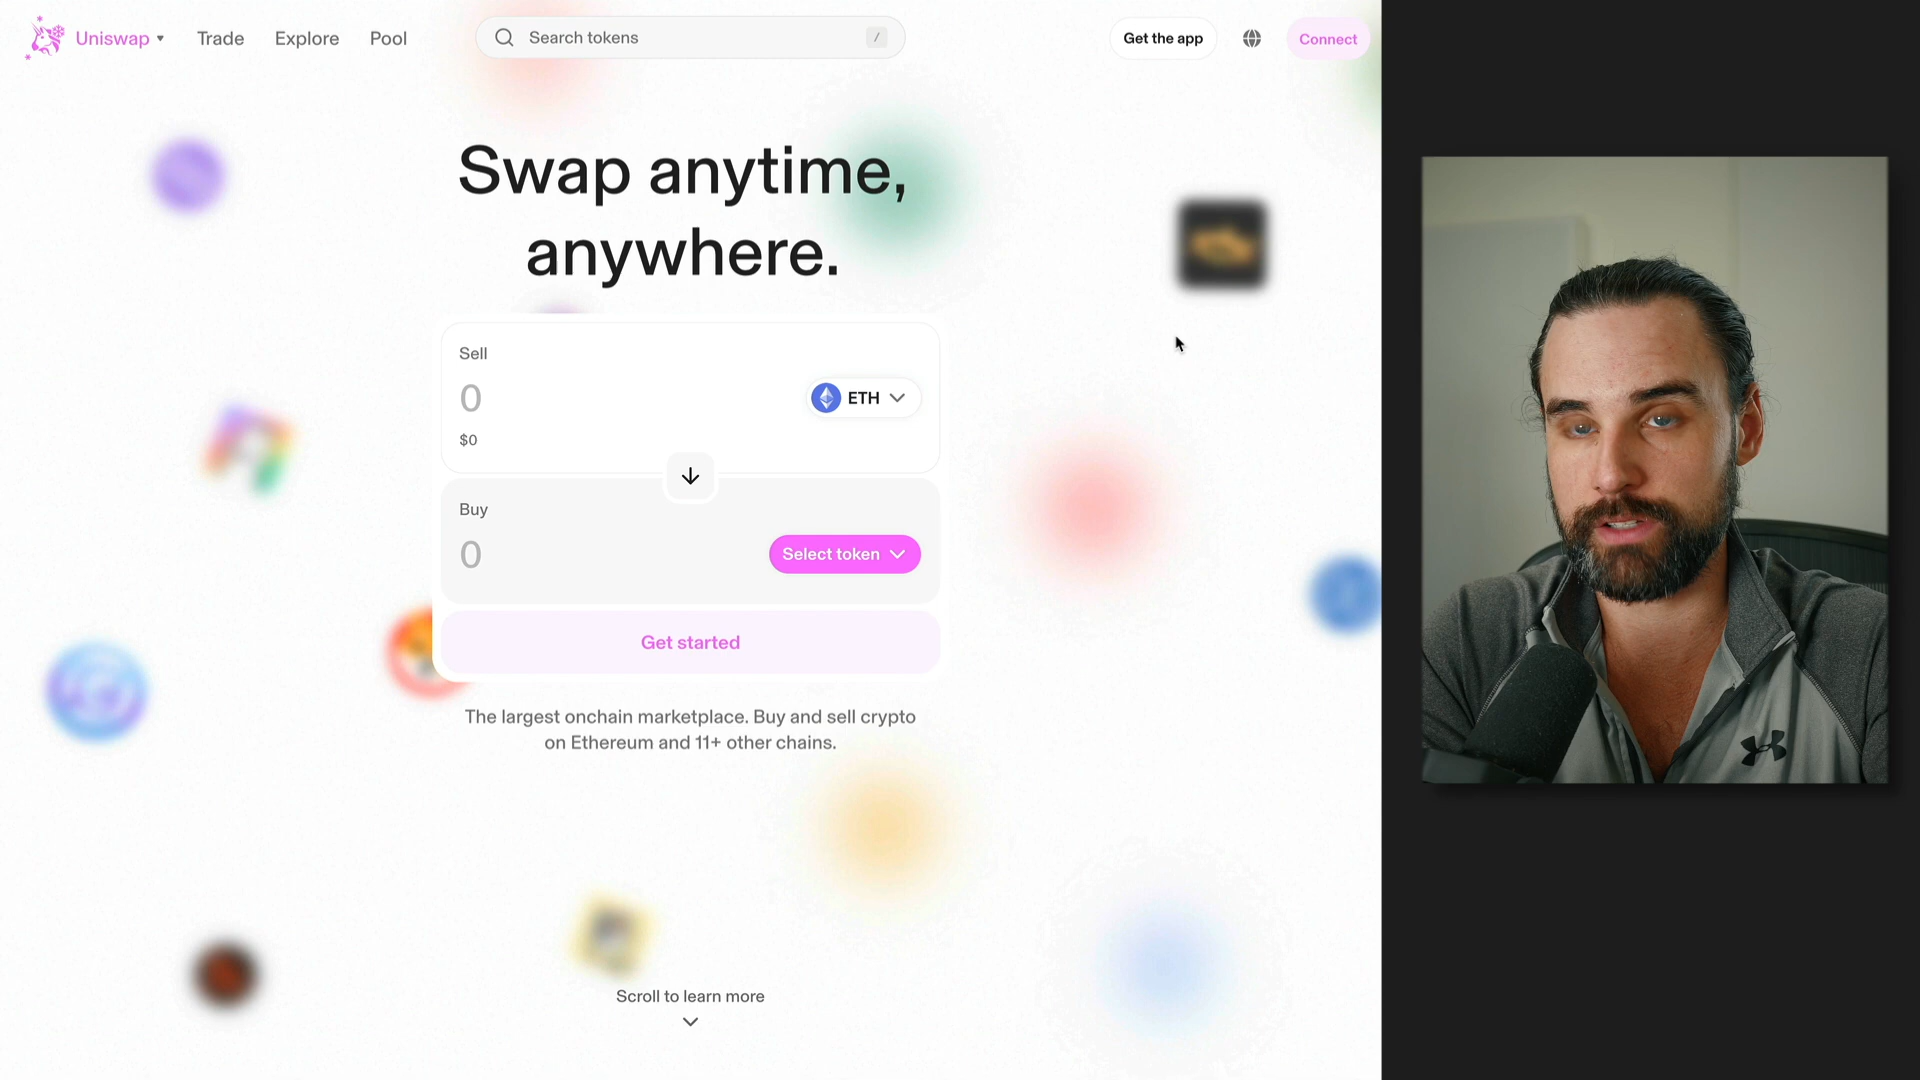 Uniswap
Trade
Explore
Pool
Search tokens
/
Get the app
Connect
Swap anytime,
anywhere.
Sell
0
ETH
$0
Buy
0
Select token
Get started
The largest onchain marketplace. Buy and sell crypto
on Ethereum and 11+ other chains.
Scroll to learn more